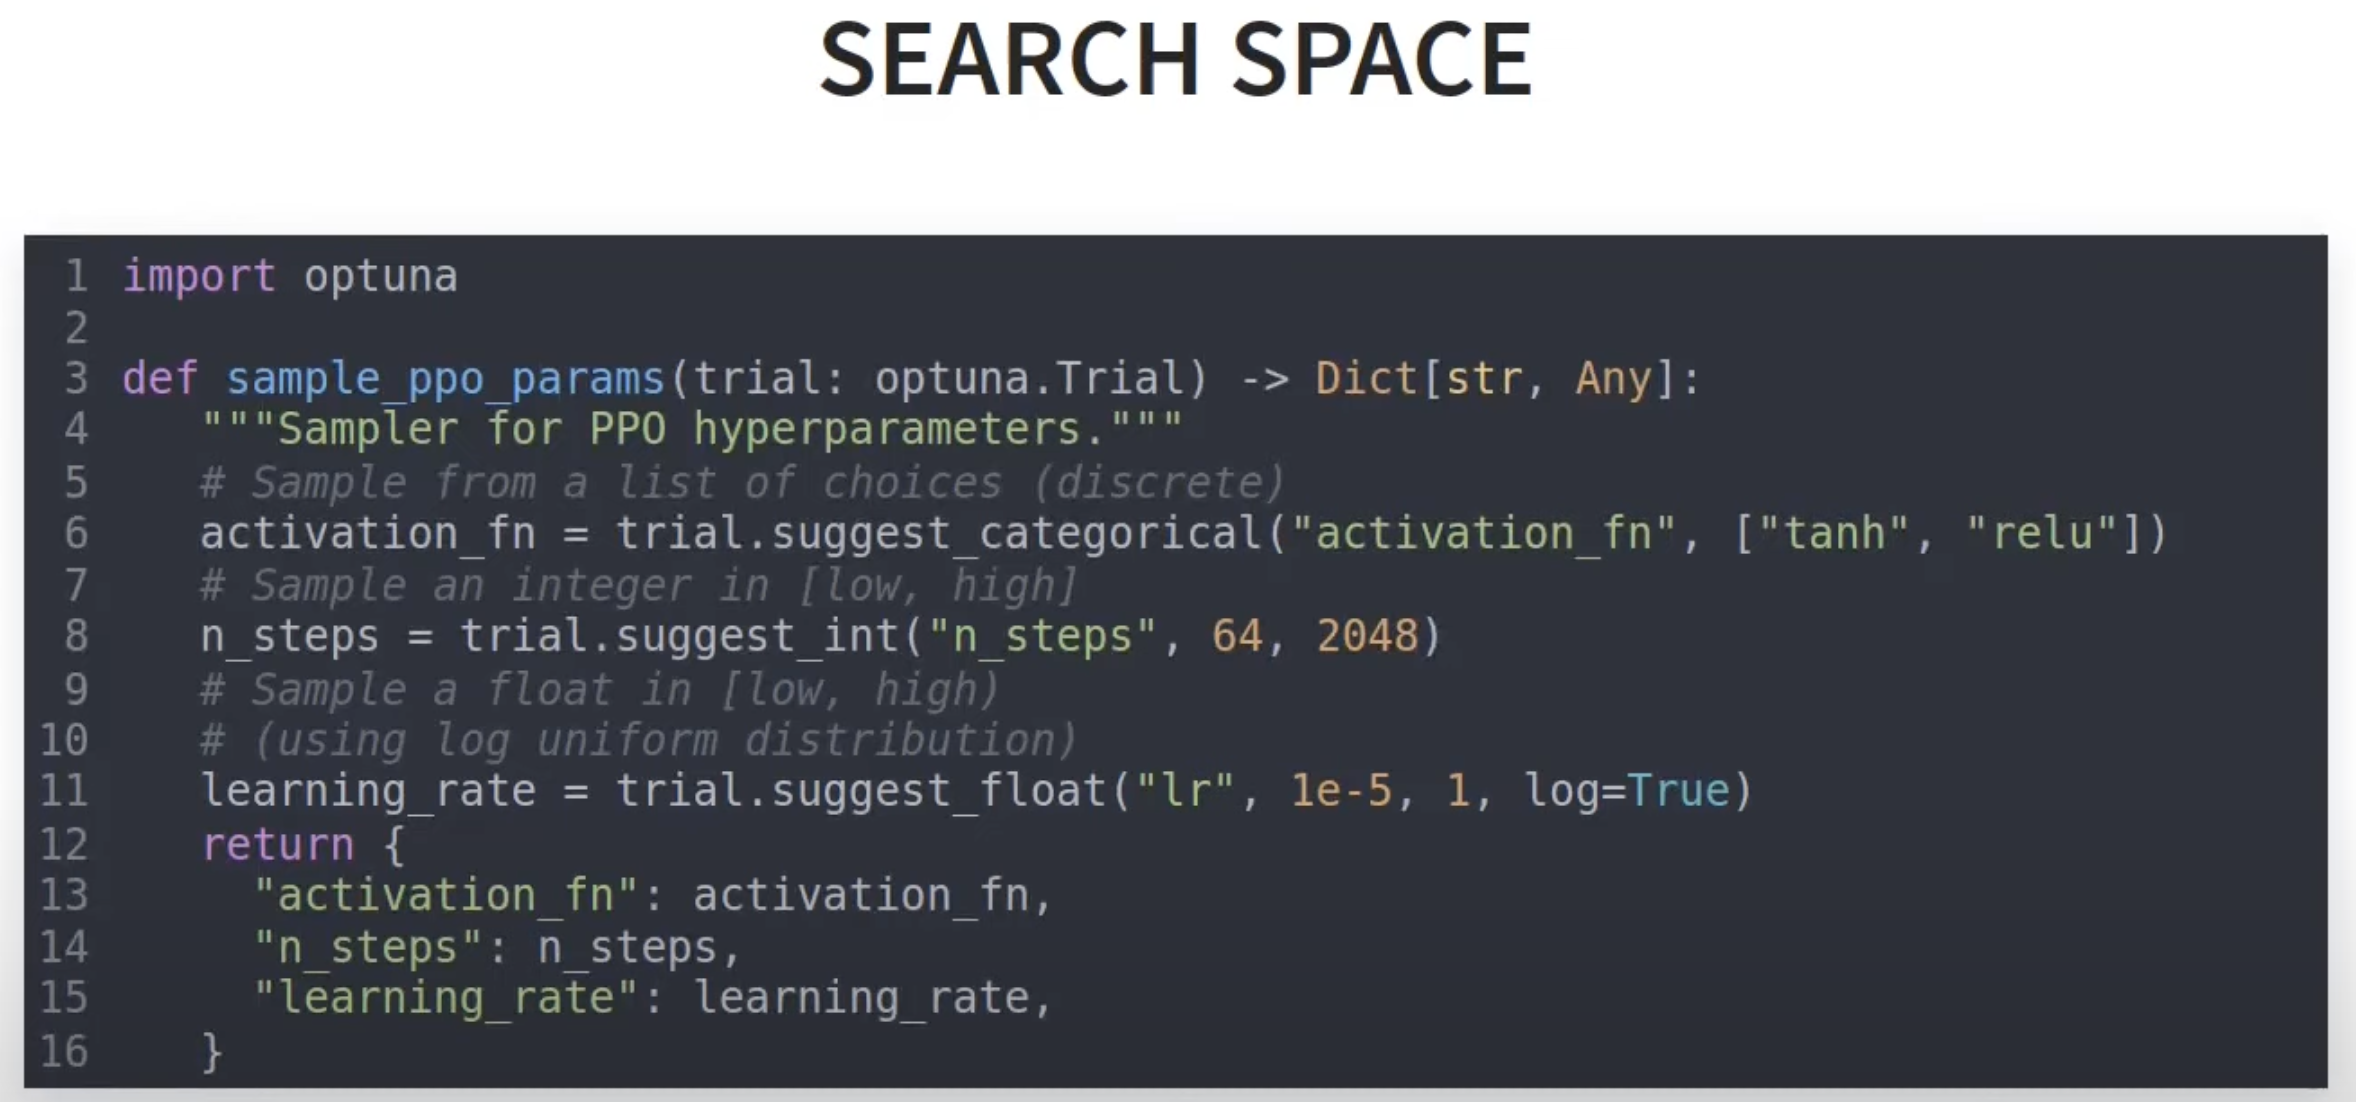 SEARCH SPACE
1 import optuna
2
3 def sample_ppo_params(trial: optuna.Trial) -> Dict[str, Any]:
4    """Sampler for PPO hyperparameters."""
5    # Sample from a list of choices (discrete)
6    activation_fn = trial.suggest_categorical("activation_fn", ["tanh", "relu"])
7    # Sample an integer in [low, high]
8    n_steps = trial.suggest_int("n_steps", 64, 2048)
9    # Sample a float in [low, high)
10    # (using log uniform distribution)
11    learning_rate = trial.suggest_float("lr", 1e-5, 1, log=True)
12    return {
13      "activation_fn": activation_fn,
14      "n_steps": n_steps,
15      "learning_rate": learning_rate,
16    }